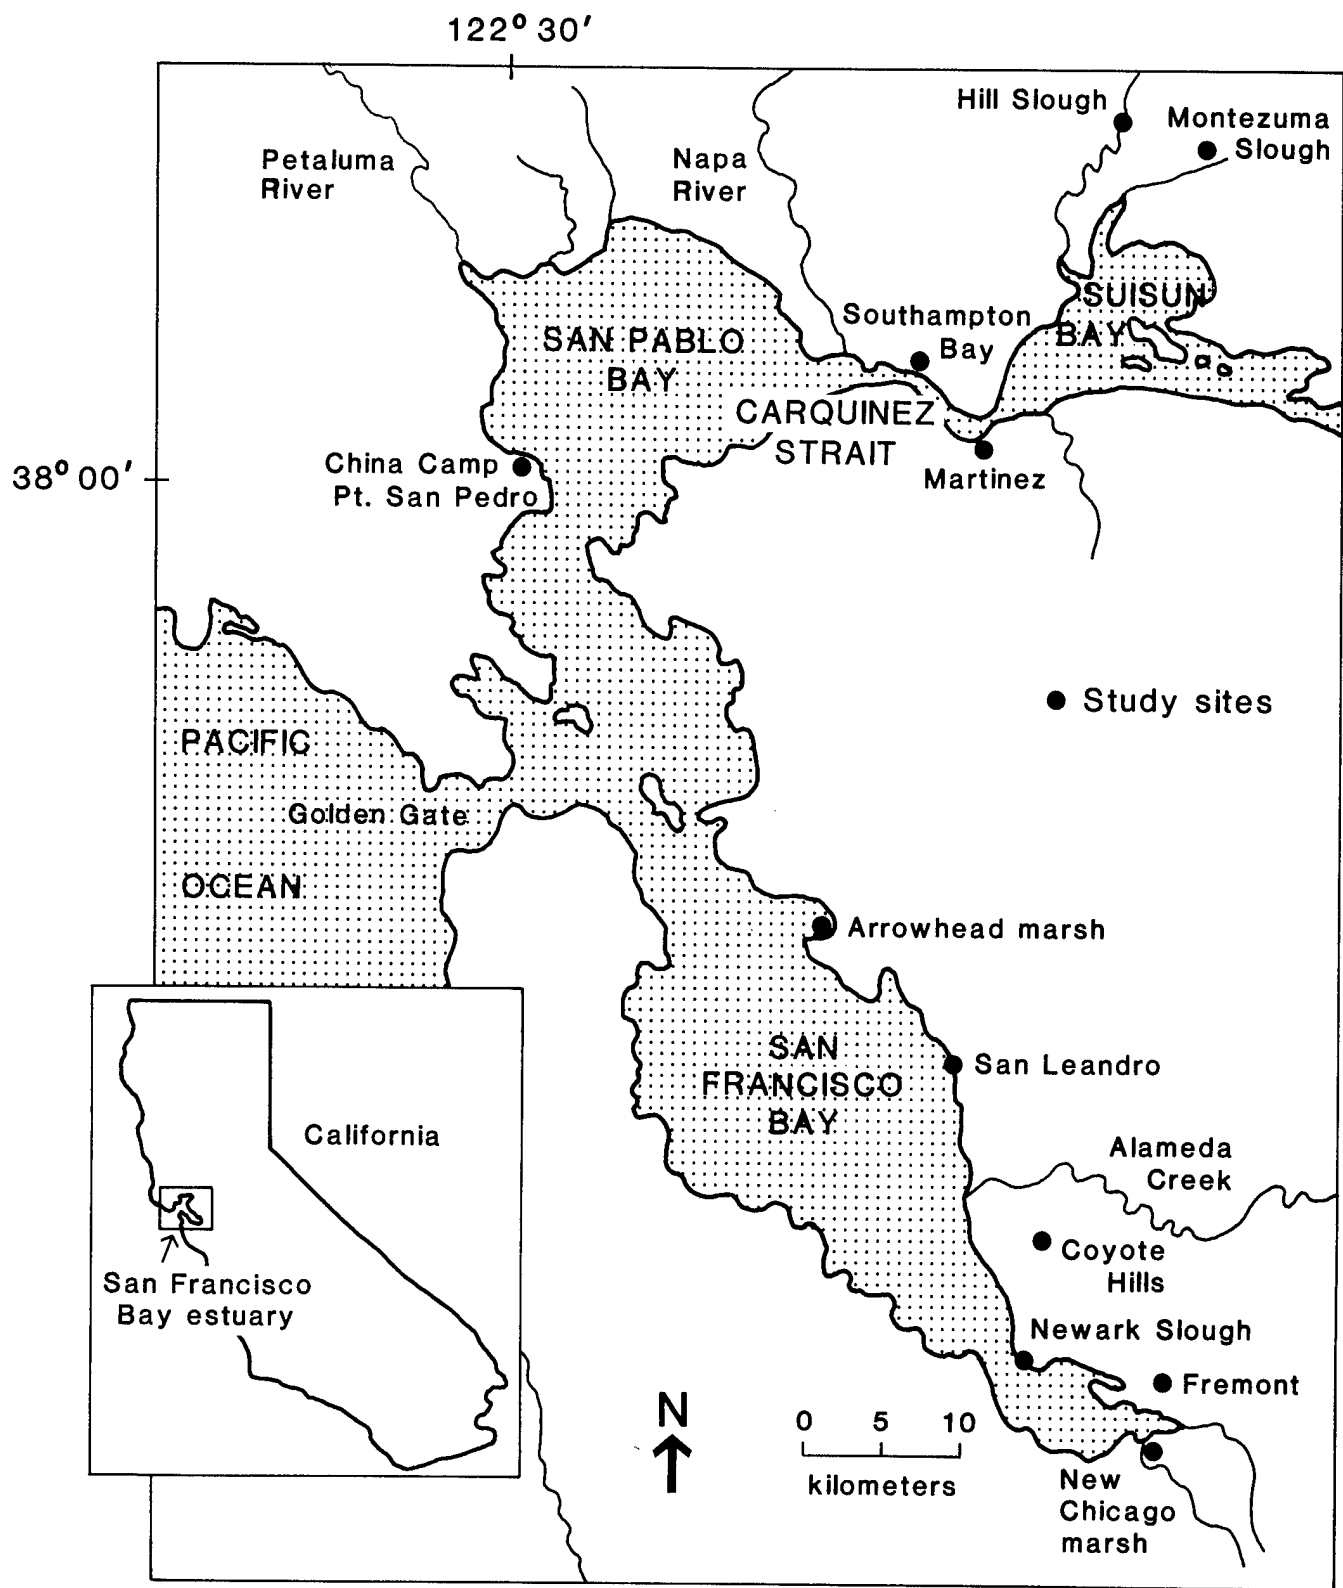 122° 30'
Hill Slough
Montezuma
Slough
Petaluma
River
Napa
River
SUISUN
BAY
Southampton
Bay
SAN PABLO
BAY
CARQUINEZ
STRAIT
China Camp
Pt. San Pedro
38° 00'
Martinez
Study sites
PACIFIC
OCEAN
Golden Gate
Arrowhead marsh
SAN
FRANCISCO
BAY
San Leandro
California
Alameda
Creek
Coyote
Hills
San Francisco
Bay estuary
Newark Slough
Fremont
N
0 5 10
kilometers
New
Chicago
marsh